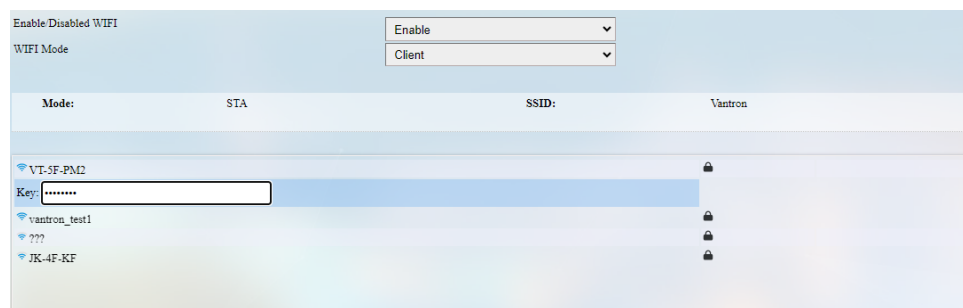 Enable/Disabled WIFI Enable
WIFI Mode Client
Mode: STA SSID: Vantron
VT-5F-PM2
Key: ••••••••
vantron_test1
???
JK-4F-KF